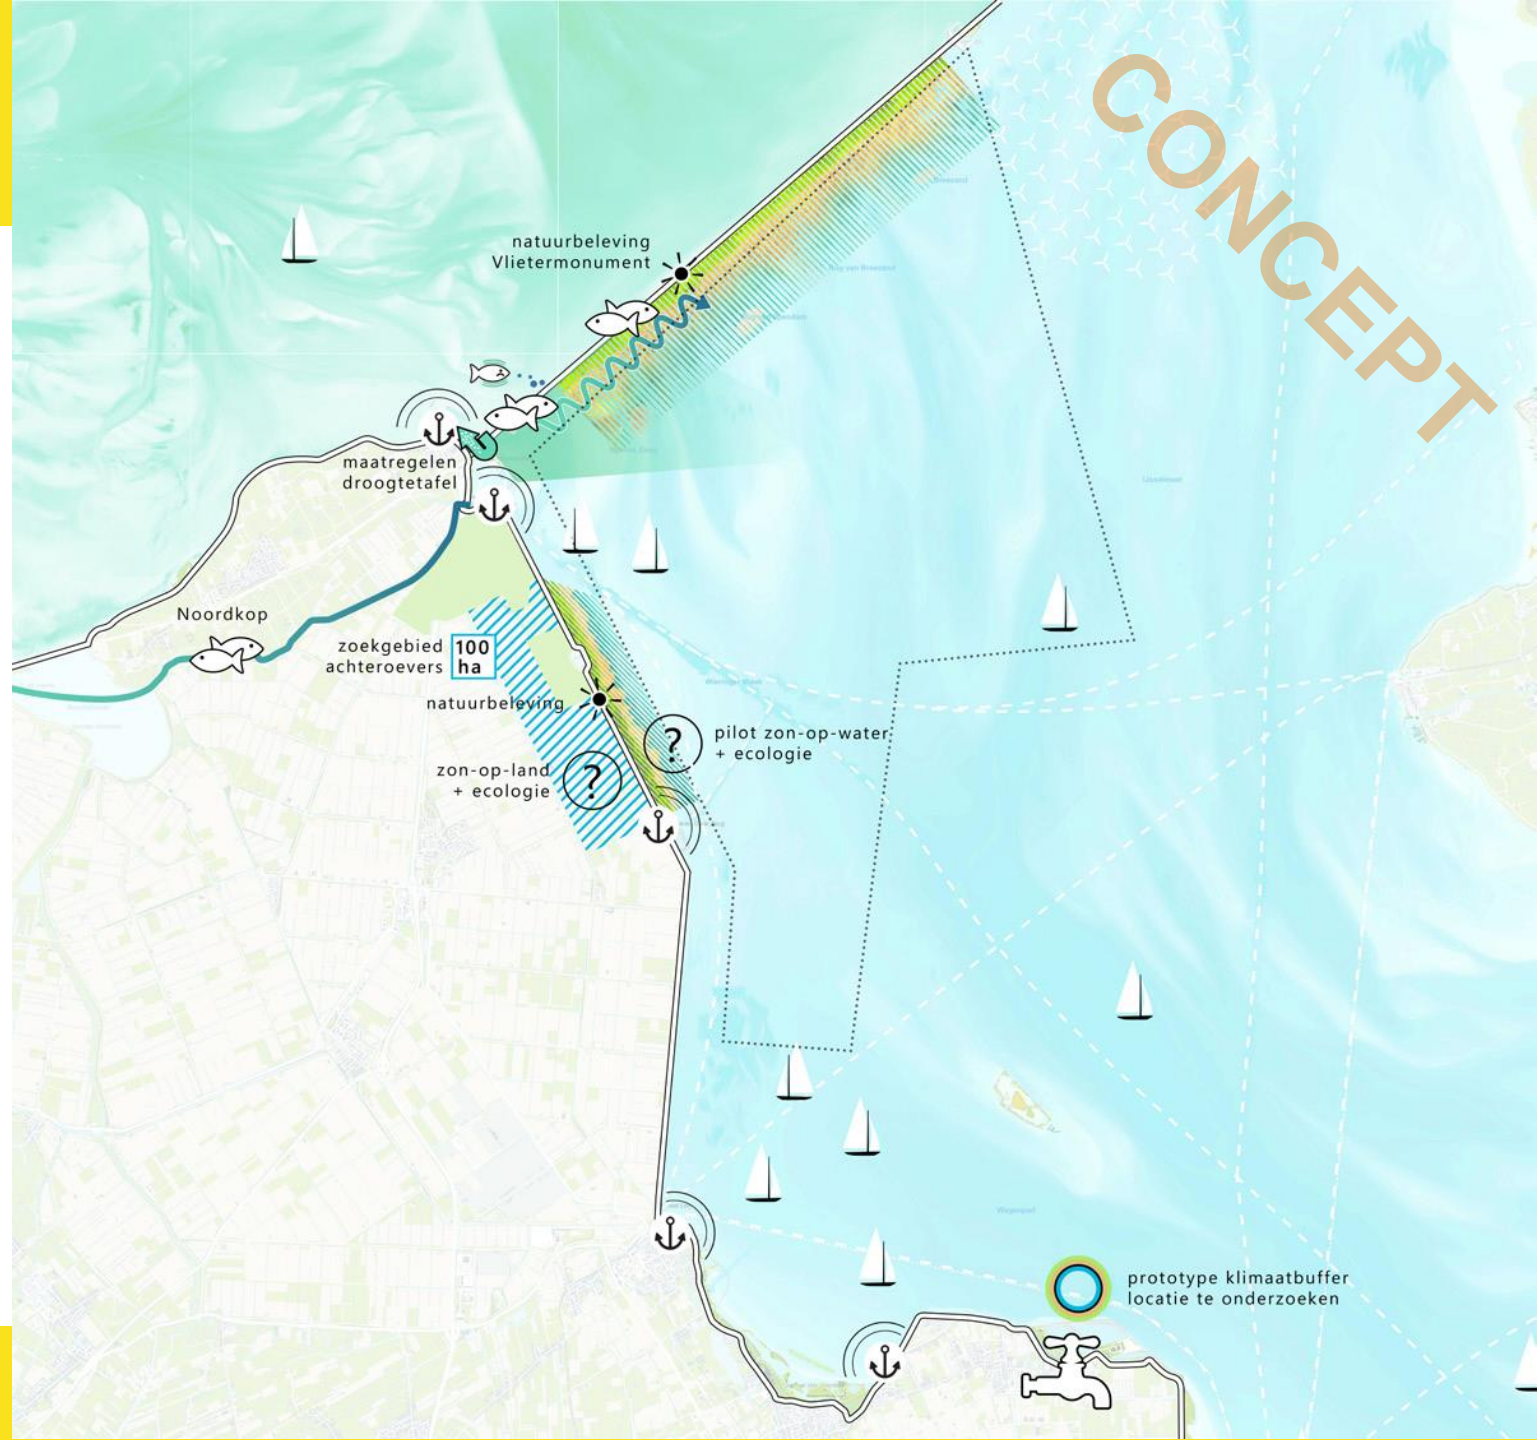 CONCEPT
natuurbeleving
Vlietermonument
maatregelen
droogtetafel
Noordkop
zoekgebied
achteroevers
100
ha
natuurbeleving
pilot zon-op-water
+ ecologie
?
zon-op-land
+ ecologie
?
prototype klimaatbuffer
locatie te onderzoeken